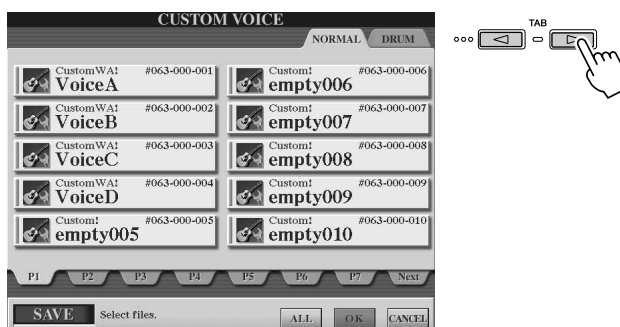 CUSTOM VOICE
NORMAL DRUM
TAB
CustomWA! #063-000-001
VoiceA
CustomWA! #063-000-002
VoiceB
CustomWA! #063-000-003
VoiceC
CustomWA! #063-000-004
VoiceD
Custom! #063-000-005
empty005
Custom! #063-000-006
empty006
Custom! #063-000-007
empty007
Custom! #063-000-008
empty008
Custom! #063-000-009
empty009
Custom! #063-000-010
empty010
P1 P2 P3 P4 P5 P6 P7 Next
SAVE Select files. ALL OK CANCEL